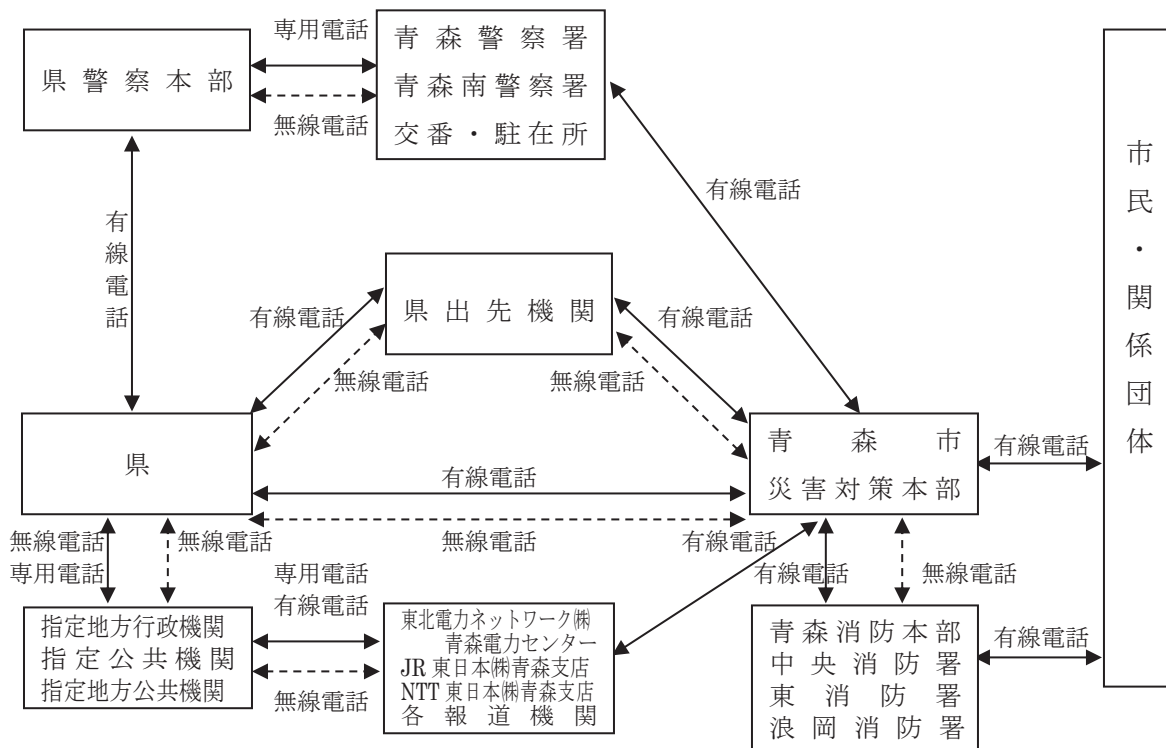 専用電話
県警察本部
無線電話
青森警察署
青森南警察署
交番・駐在所
有線電話
有線電話
市民・関係団体
県出先機関
有線電話
無線電話
有線電話
無線電話
県
有線電話
無線電話
青森市
災害対策本部
有線電話
無線電話
専用電話
無線電話
有線電話
有線電話
無線電話
指定地方行政機関
指定公共機関
指定地方公共機関
専用電話
有線電話
無線電話
東北電力ネットワーク㈱
青森電力センター
JR東日本㈱青森支店
NTT東日本㈱青森支店
各報道機関
青森消防本部
中央消防署
東消防署
浪岡消防署
有線電話